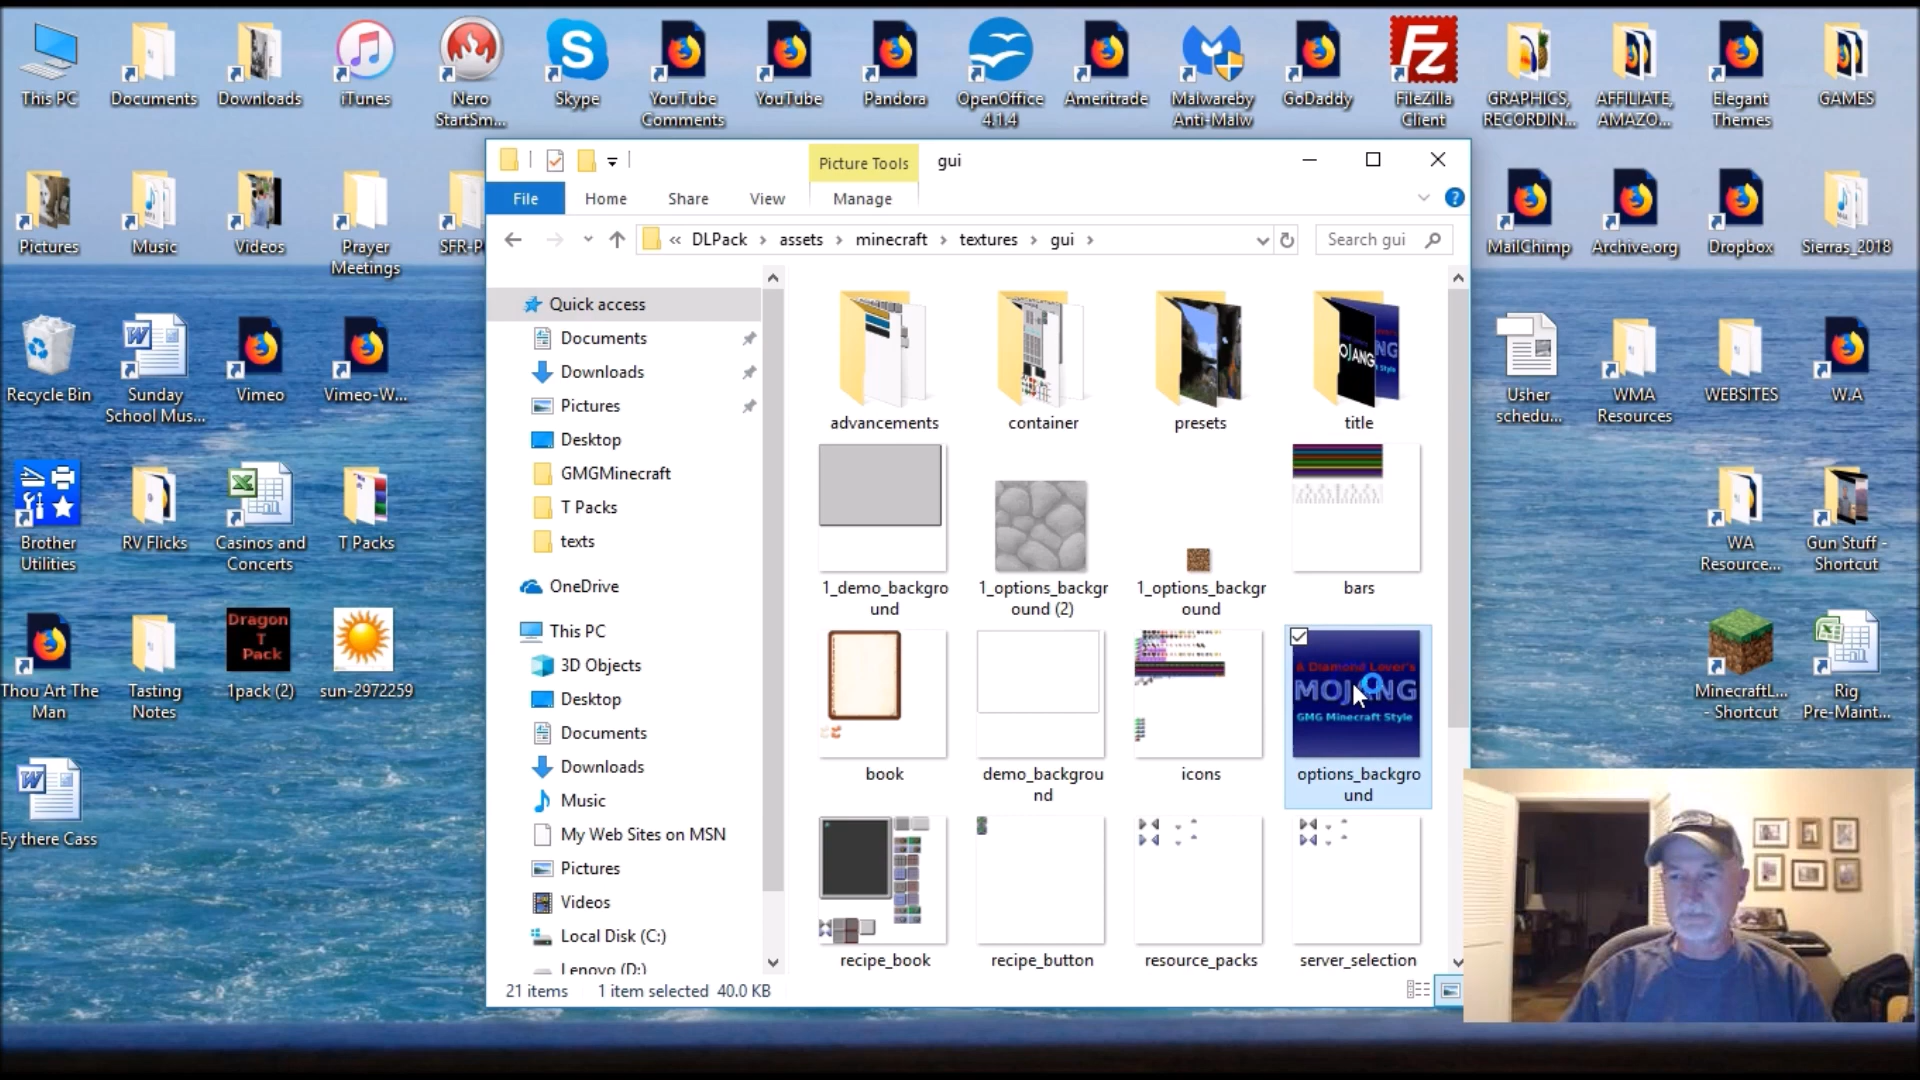 This PC
Documents
Downloads
iTunes
Nero
StartSm...
Skype
YouTube
Comments
YouTube
Pandora
OpenOffice
4.1.4
Ameritrade
Malwareby
Anti-Malw
GoDaddy
FileZilla
Client
GRAPHICS,
RECORDIN...
AFFILIATE,
AMAZO...
Elegant
Themes
GAMES
Pictures
Music
Videos
Prayer
Meetings
SFR-P
MailChimp
Archive.org
Dropbox
Sierras_2018
Recycle Bin
Sunday
School Mus...
Vimeo
Vimeo-W...
Usher
schedu...
WMA
Resources
WEBSITES
W.A
Brother
Utilities
RV Flicks
Casinos and
Concerts
T Packs
WA
Resource...
Gun Stuff -
Shortcut
Thou Art The
Man
Tasting
Notes
Dragon
T
Pack
1pack (2)
sun-2972259
MinecraftL...
- Shortcut
Rig
Pre-Maint...
Ey there Cass
Picture Tools
gui
File
Home
Share
View
Manage
« DLPack > assets > minecraft > textures > gui >
Search gui
Quick access
Documents
Downloads
Pictures
Desktop
GMGMinecraft
T Packs
texts
OneDrive
This PC
3D Objects
Desktop
Documents
Downloads
Music
My Web Sites on MSN
Pictures
Videos
Local Disk (C:)
Lenovo (D:)
advancements
container
presets
OJANG
title
1_demo_backgro
und
1_options_backgr
ound (2)
1_options_backgr
ound
bars
book
demo_backgrou
nd
icons
A Diamond Lover's
MOJANG
GMG Minecraft Style
options_backgro
und
recipe_book
recipe_button
resource_packs
server_selection
21 items
1 item selected 40.0 KB